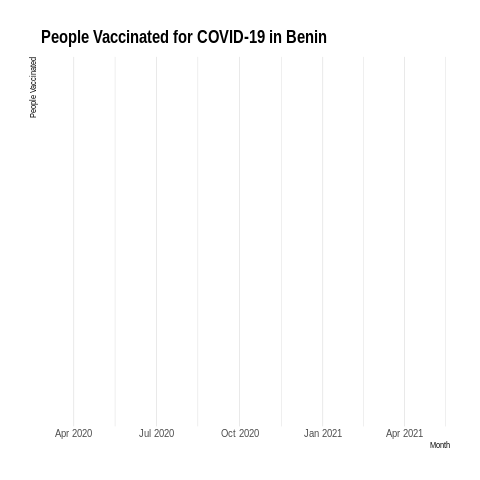 People Vaccinated for COVID-19 in Benin
People Vaccinated
Apr 2020
Jul 2020
Oct 2020
Jan 2021
Apr 2021
Month